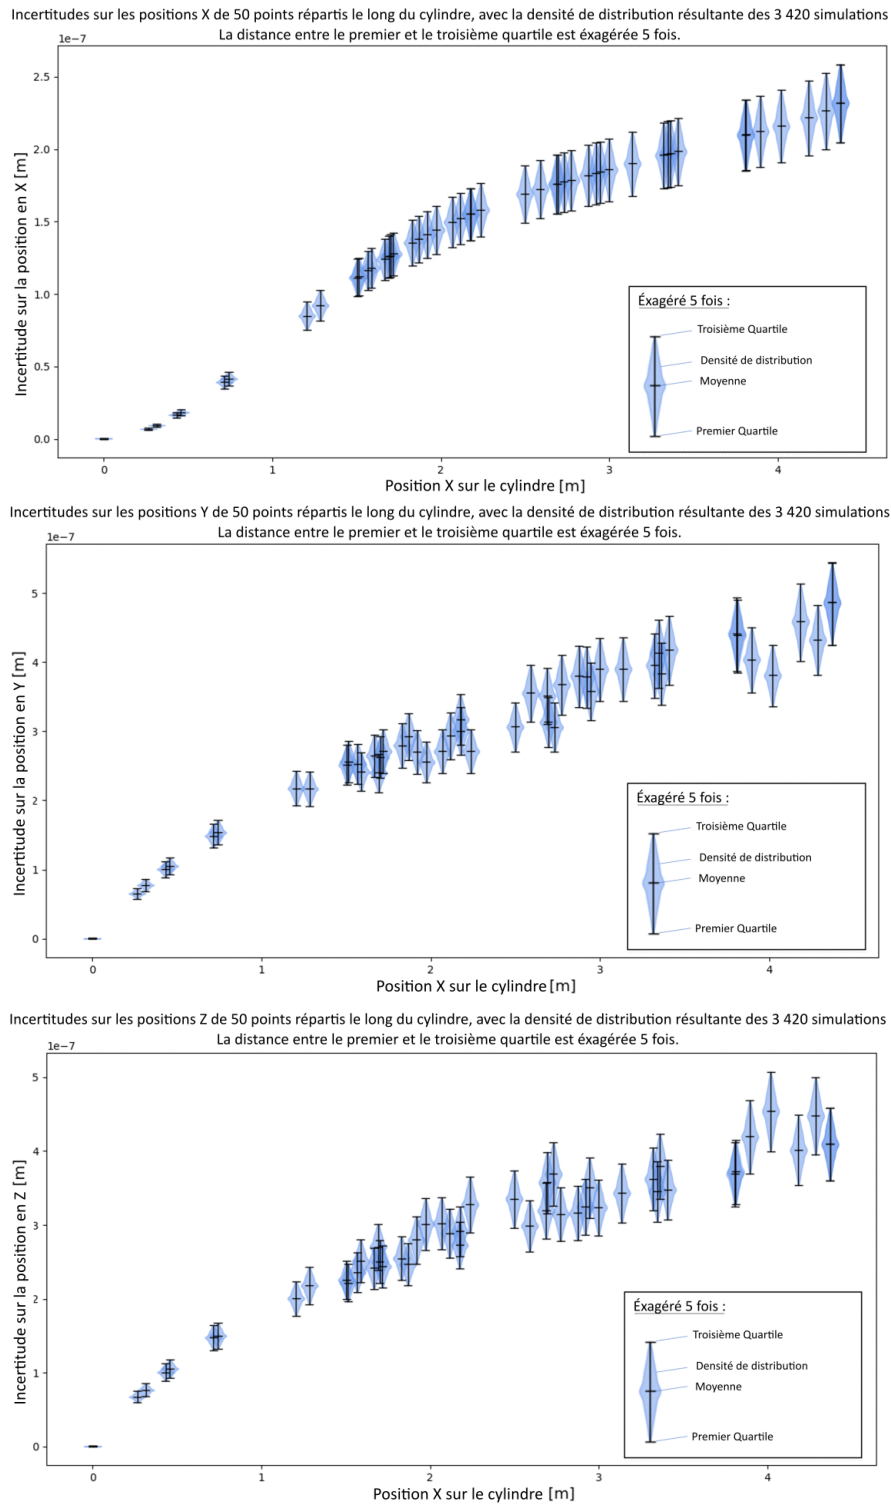 Incertitudes sur les positions X de 50 points répartis le long du cylindre, avec la densité de distribution résultante des 3 420 simulations
La distance entre le premier et le troisième quartile est éxagérée 5 fois.
1e−7
Incertitude sur la position en X [m]
2.5
2.0
1.5
1.0
0.5
0.0
Éxagéré 5 fois :
Troisième Quartile
Densité de distribution
Moyenne
Premier Quartile
0 1 2 3 4
Position X sur le cylindre [m]
Incertitudes sur les positions Y de 50 points répartis le long du cylindre, avec la densité de distribution résultante des 3 420 simulations
La distance entre le premier et le troisième quartile est éxagérée 5 fois.
1e−7
Incertitude sur la position en Y [m]
5
4
3
2
1
0
Éxagéré 5 fois :
Troisième Quartile
Densité de distribution
Moyenne
Premier Quartile
0 1 2 3 4
Position X sur le cylindre [m]
Incertitudes sur les positions Z de 50 points répartis le long du cylindre, avec la densité de distribution résultante des 3 420 simulations
La distance entre le premier et le troisième quartile est éxagérée 5 fois.
1e−7
Incertitude sur la position en Z [m]
5
4
3
2
1
0
Éxagéré 5 fois :
Troisième Quartile
Densité de distribution
Moyenne
Premier Quartile
0 1 2 3 4
Position X sur le cylindre [m]